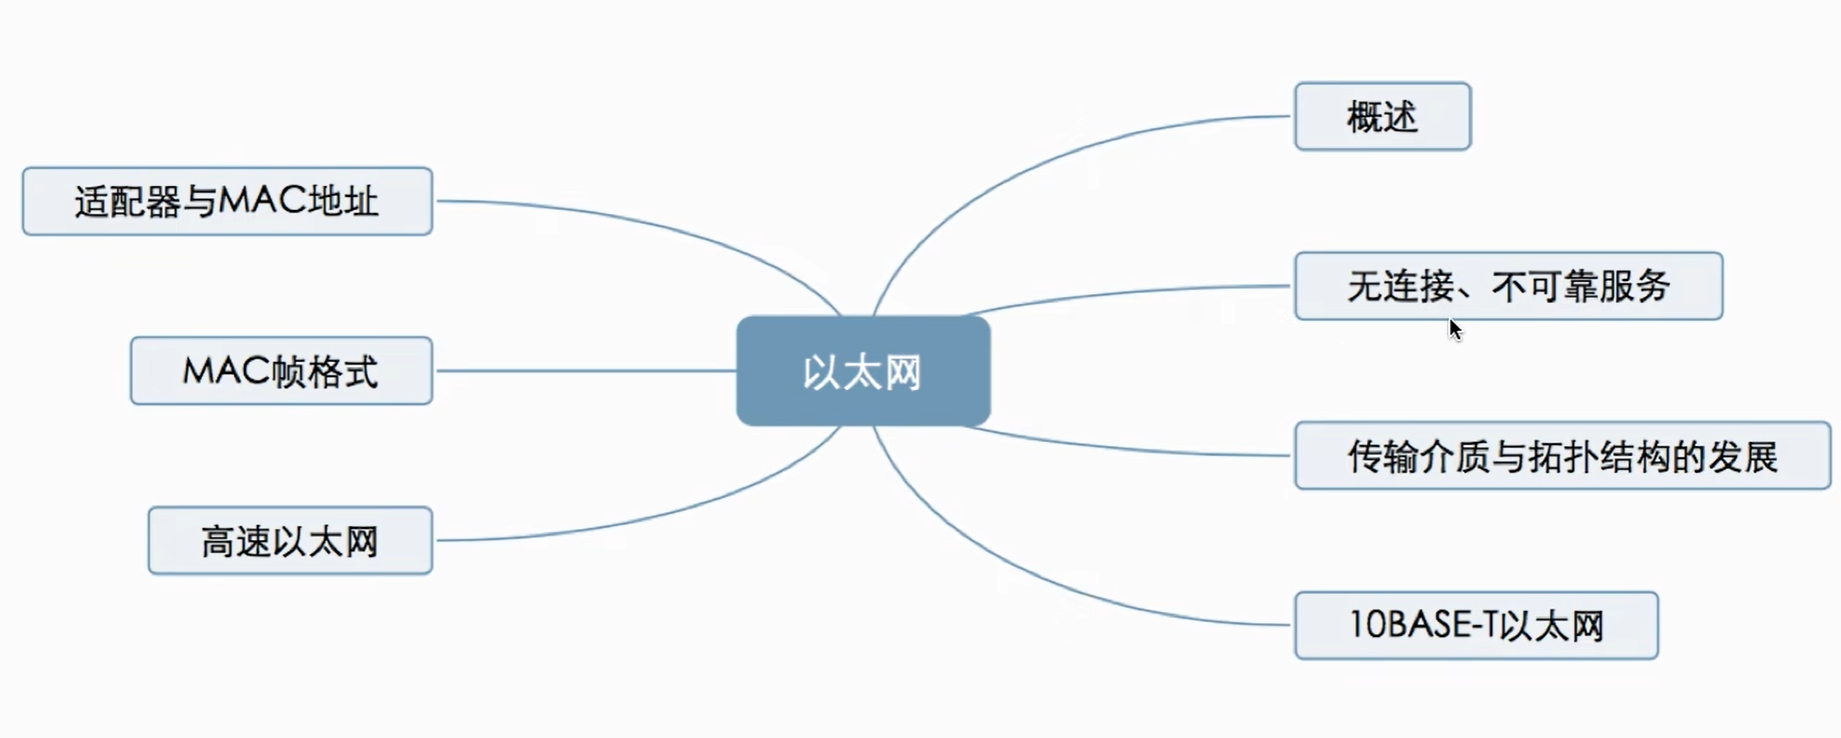 概述
适配器与MAC地址
无连接、不可靠服务
MAC帧格式
以太网
传输介质与拓扑结构的发展
高速以太网
10BASE-T以太网